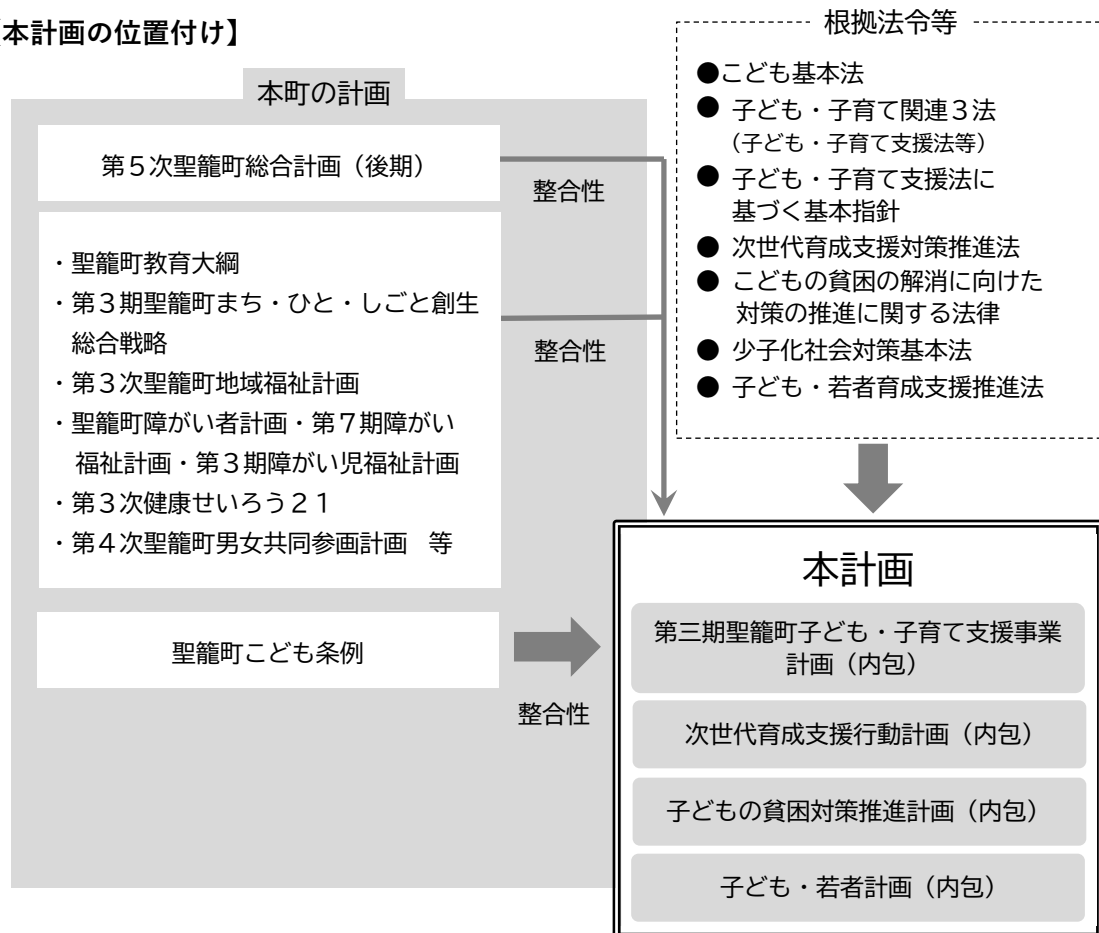 本計画の位置付け】
本町の計画
第５次聖籠町総合計画（後期）
整合性
・聖籠町教育大綱
・第３期聖籠町まち・ひと・しごと創生
総合戦略
・第３次聖籠町地域福祉計画
・聖籠町障がい者計画・第７期障がい
福祉計画・第３期障がい児福祉計画
・第３次健康せいろう２１
・第４次聖籠町男女共同参画計画　等
整合性
聖籠町こども条例
整合性
根拠法令等
●こども基本法
● 子ども・子育て関連３法
（子ども・子育て支援法等）
● 子ども・子育て支援法に
基づく基本指針
● 次世代育成支援対策推進法
● こどもの貧困の解消に向けた
対策の推進に関する法律
● 少子化社会対策基本法
● 子ども・若者育成支援推進法
本計画
第三期聖籠町子ども・子育て支援事業
計画（内包）
次世代育成支援行動計画（内包）
子どもの貧困対策推進計画（内包）
子ども・若者計画（内包）